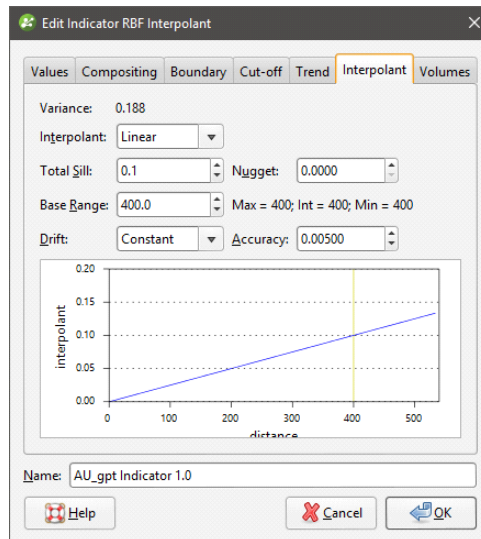 Edit Indicator RBF Interpolant
Values Compositing Boundary Cut-off Trend Interpolant Volumes
Variance: 0.188
Interpolant: Linear
Total Sill: 0.1 Nugget: 0.0000
Base Range: 400.0 Max = 400; Int = 400; Min = 400
Drift: Constant Accuracy: 0.00500
0.20
0.15
0.10
0.05
0.00
interpolant
0 100 200 300 400 500
distance
Name: AU_gpt Indicator 1.0
Help Cancel OK